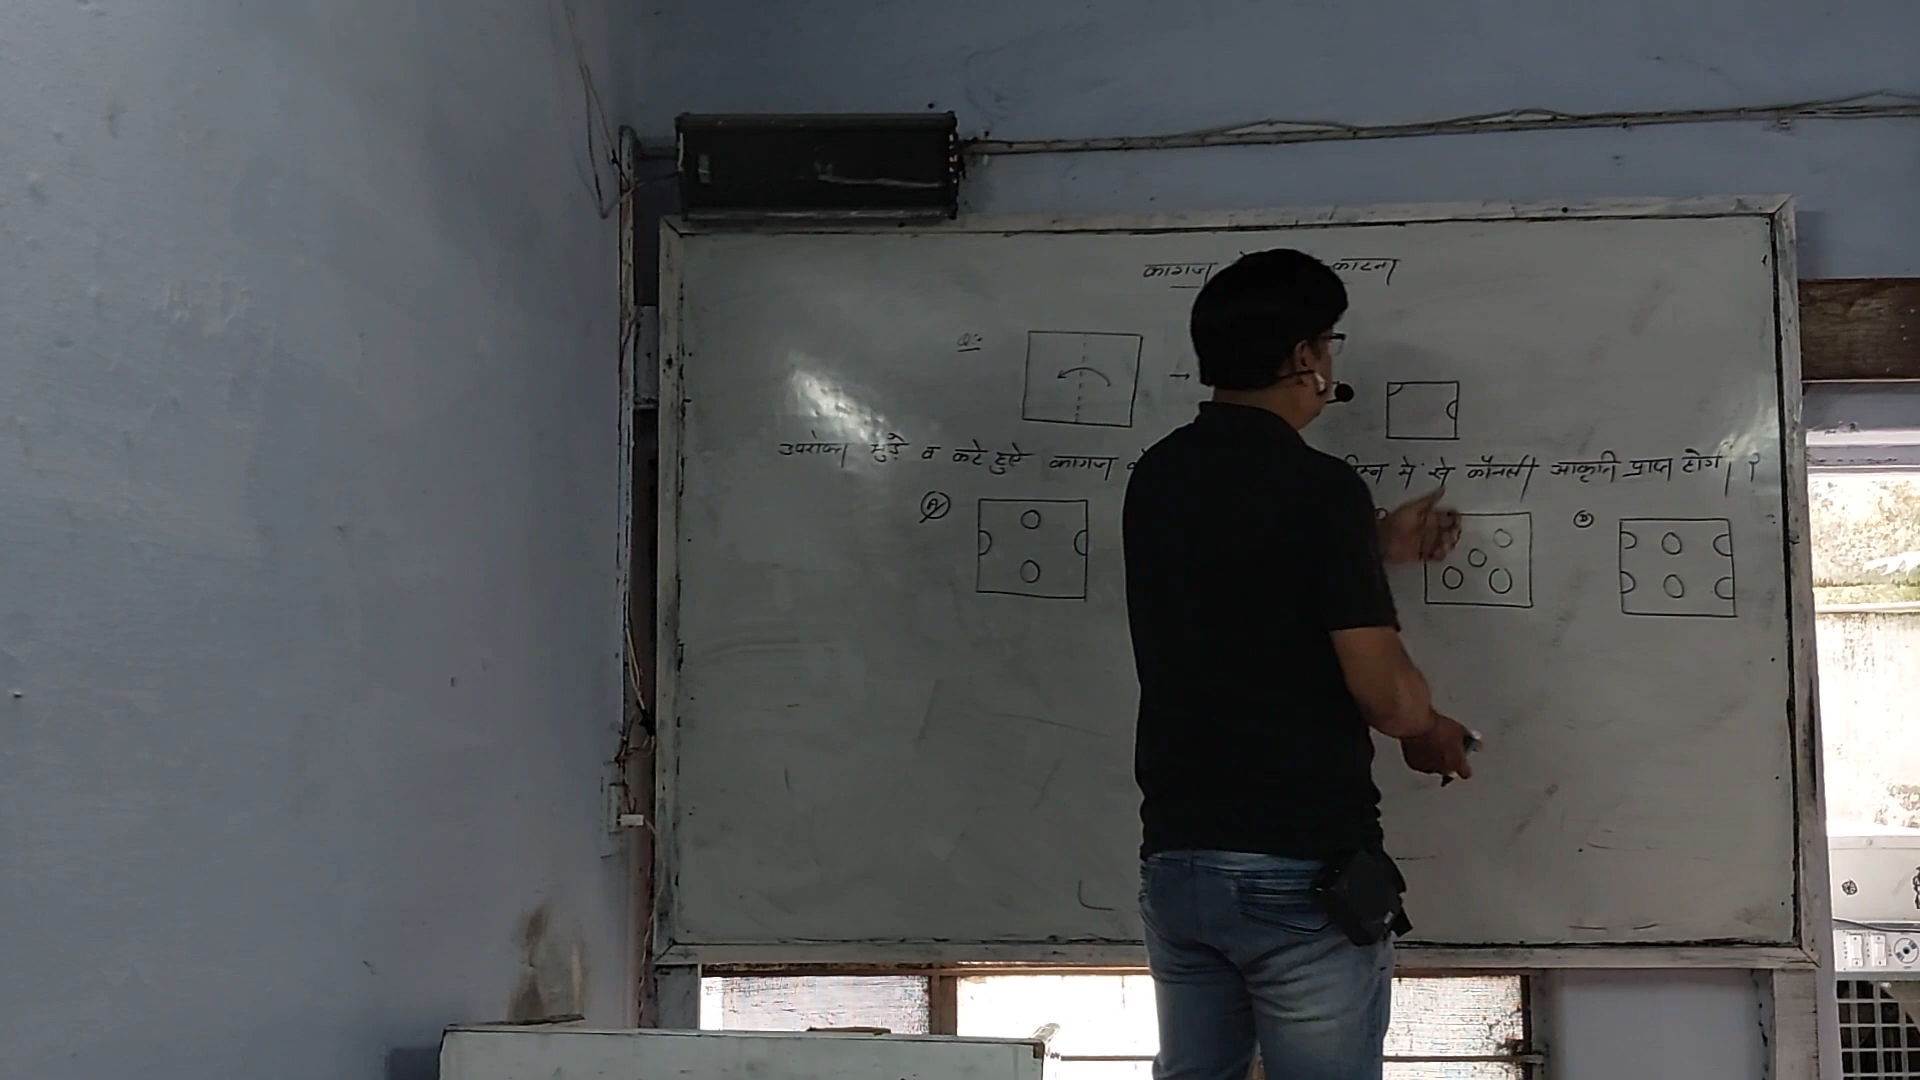 कागज काटना
Q:
उपरोक्त मुड़े व कटे हुऐ कागज में से कौनसी आकृति प्राप्त होगी ?
A
D